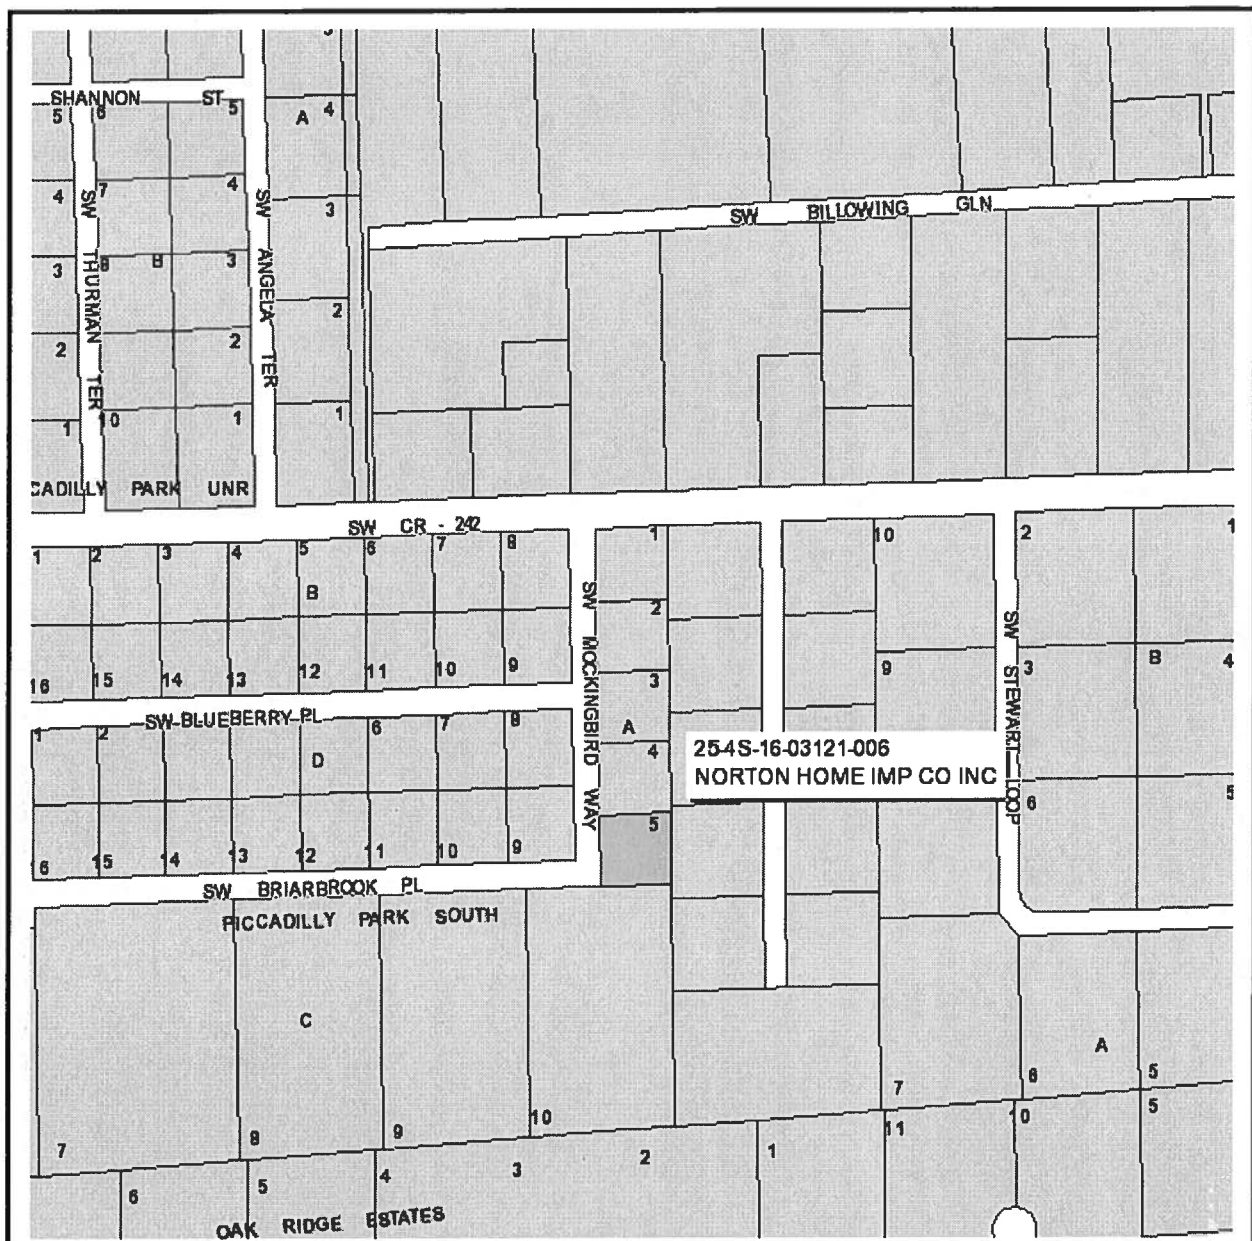 3
SHANNON ST
5 6 5 4
A
4 7 4 3
SW THURMAN TER
SW ANGELA TER
SW BILLOWING GLN
3 8 B 3 2
2 2
1 10 1 1
CADILLY PARK UNR
SW CR - 242
1 2 3 4 5 6 7 8 1 10 2 1
B
2
SW MOCKINGBIRD WAY
SW STEWART LOOP
16 15 14 13 12 11 10 9 3 9 3 B 4
SW BLUEBERRY PL
1 2 6 7 8 A
D
4
25-4S-16-03121-006
NORTON HOME IMP CO INC
6 5
5
6 15 14 13 12 11 10 9
SW BRIARBROOK PL
PICCADILLY PARK SOUTH
C
A
7 8 9 10 7 6 5
6 5 4 3 2 1 11 10 5
OAK RIDGE ESTATES